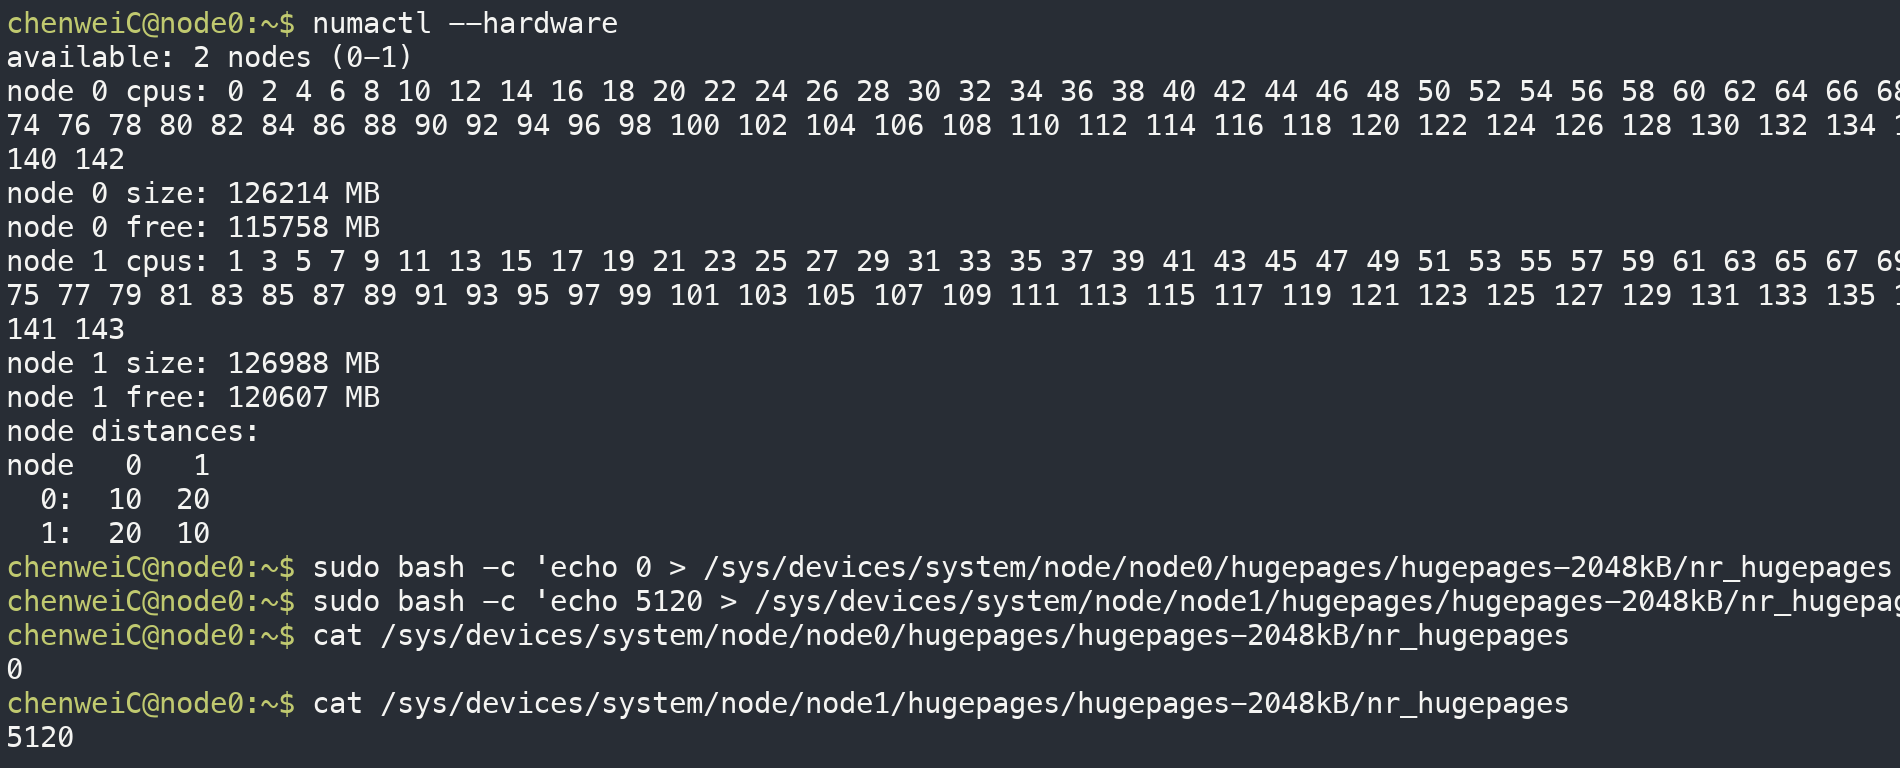 chenweiC@node0:~$ numactl --hardware
available: 2 nodes (0-1)
node 0 cpus: 0 2 4 6 8 10 12 14 16 18 20 22 24 26 28 30 32 34 36 38 40 42 44 46 48 50 52 54 56 58 60 62 64 66 68
74 76 78 80 82 84 86 88 90 92 94 96 98 100 102 104 106 108 110 112 114 116 118 120 122 124 126 128 130 132 134
140 142
node 0 size: 126214 MB
node 0 free: 115758 MB
node 1 cpus: 1 3 5 7 9 11 13 15 17 19 21 23 25 27 29 31 33 35 37 39 41 43 45 47 49 51 53 55 57 59 61 63 65 67 69
75 77 79 81 83 85 87 89 91 93 95 97 99 101 103 105 107 109 111 113 115 117 119 121 123 125 127 129 131 133 135
141 143
node 1 size: 126988 MB
node 1 free: 120607 MB
node distances:
node   0   1
  0:  10  20
  1:  20  10
chenweiC@node0:~$ sudo bash -c 'echo 0 > /sys/devices/system/node/node0/hugepages/hugepages-2048kB/nr_hugepages
chenweiC@node0:~$ sudo bash -c 'echo 5120 > /sys/devices/system/node/node1/hugepages/hugepages-2048kB/nr_hugepag
chenweiC@node0:~$ cat /sys/devices/system/node/node0/hugepages/hugepages-2048kB/nr_hugepages
0
chenweiC@node0:~$ cat /sys/devices/system/node/node1/hugepages/hugepages-2048kB/nr_hugepages
5120